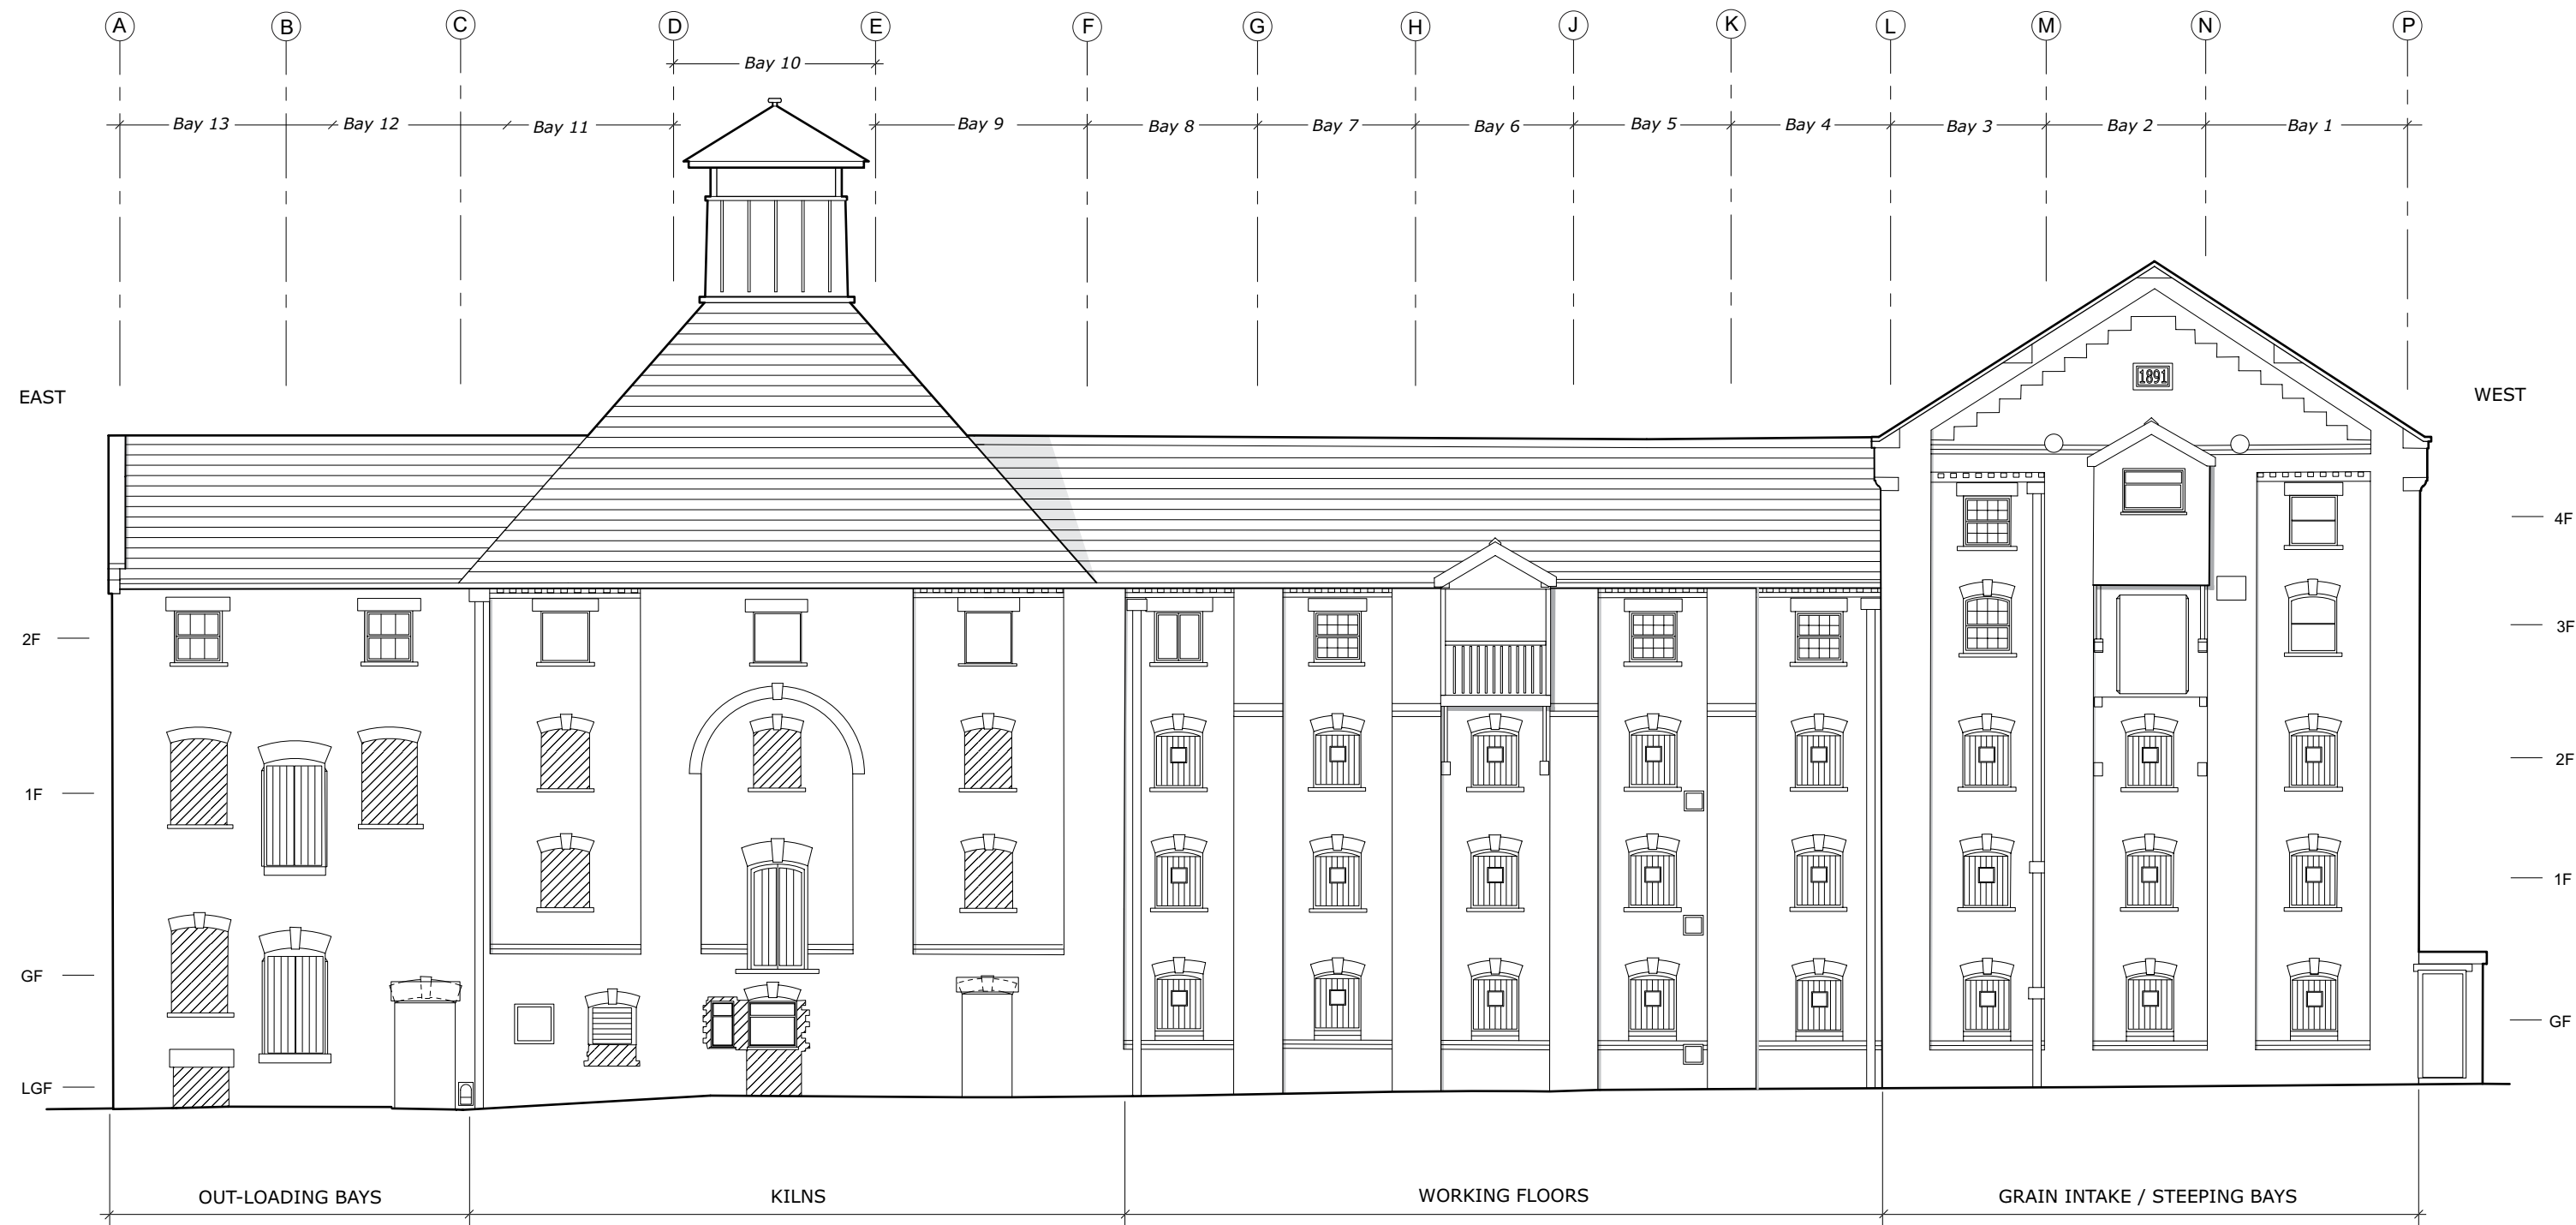 A B C D E F G H J K L M N P
Bay 10
Bay 13 Bay 12 Bay 11 Bay 9 Bay 8 Bay 7 Bay 6 Bay 5 Bay 4 Bay 3 Bay 2 Bay 1
1891
EAST WEST
4F
2F 3F
2F
1F
1F
GF
GF
LGF
OUT-LOADING BAYS KILNS WORKING FLOORS GRAIN INTAKE / STEEPING BAYS